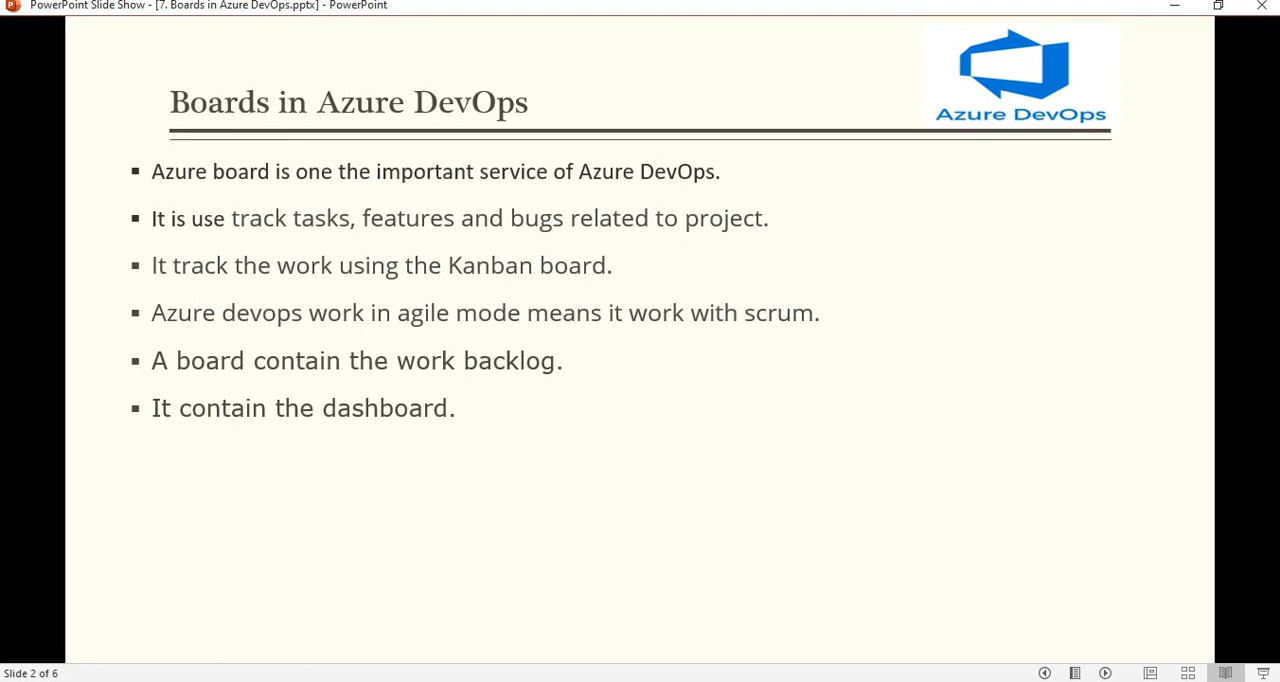 PowerPoint Slide Show - [7. Boards in Azure DevOps.pptx] - PowerPoint
Azure DevOps
Boards in Azure DevOps
▪ Azure board is one the important service of Azure DevOps.
▪ It is use track tasks, features and bugs related to project.
▪ It track the work using the Kanban board.
▪ Azure devops work in agile mode means it work with scrum.
▪ A board contain the work backlog.
▪ It contain the dashboard.
Slide 2 of 6